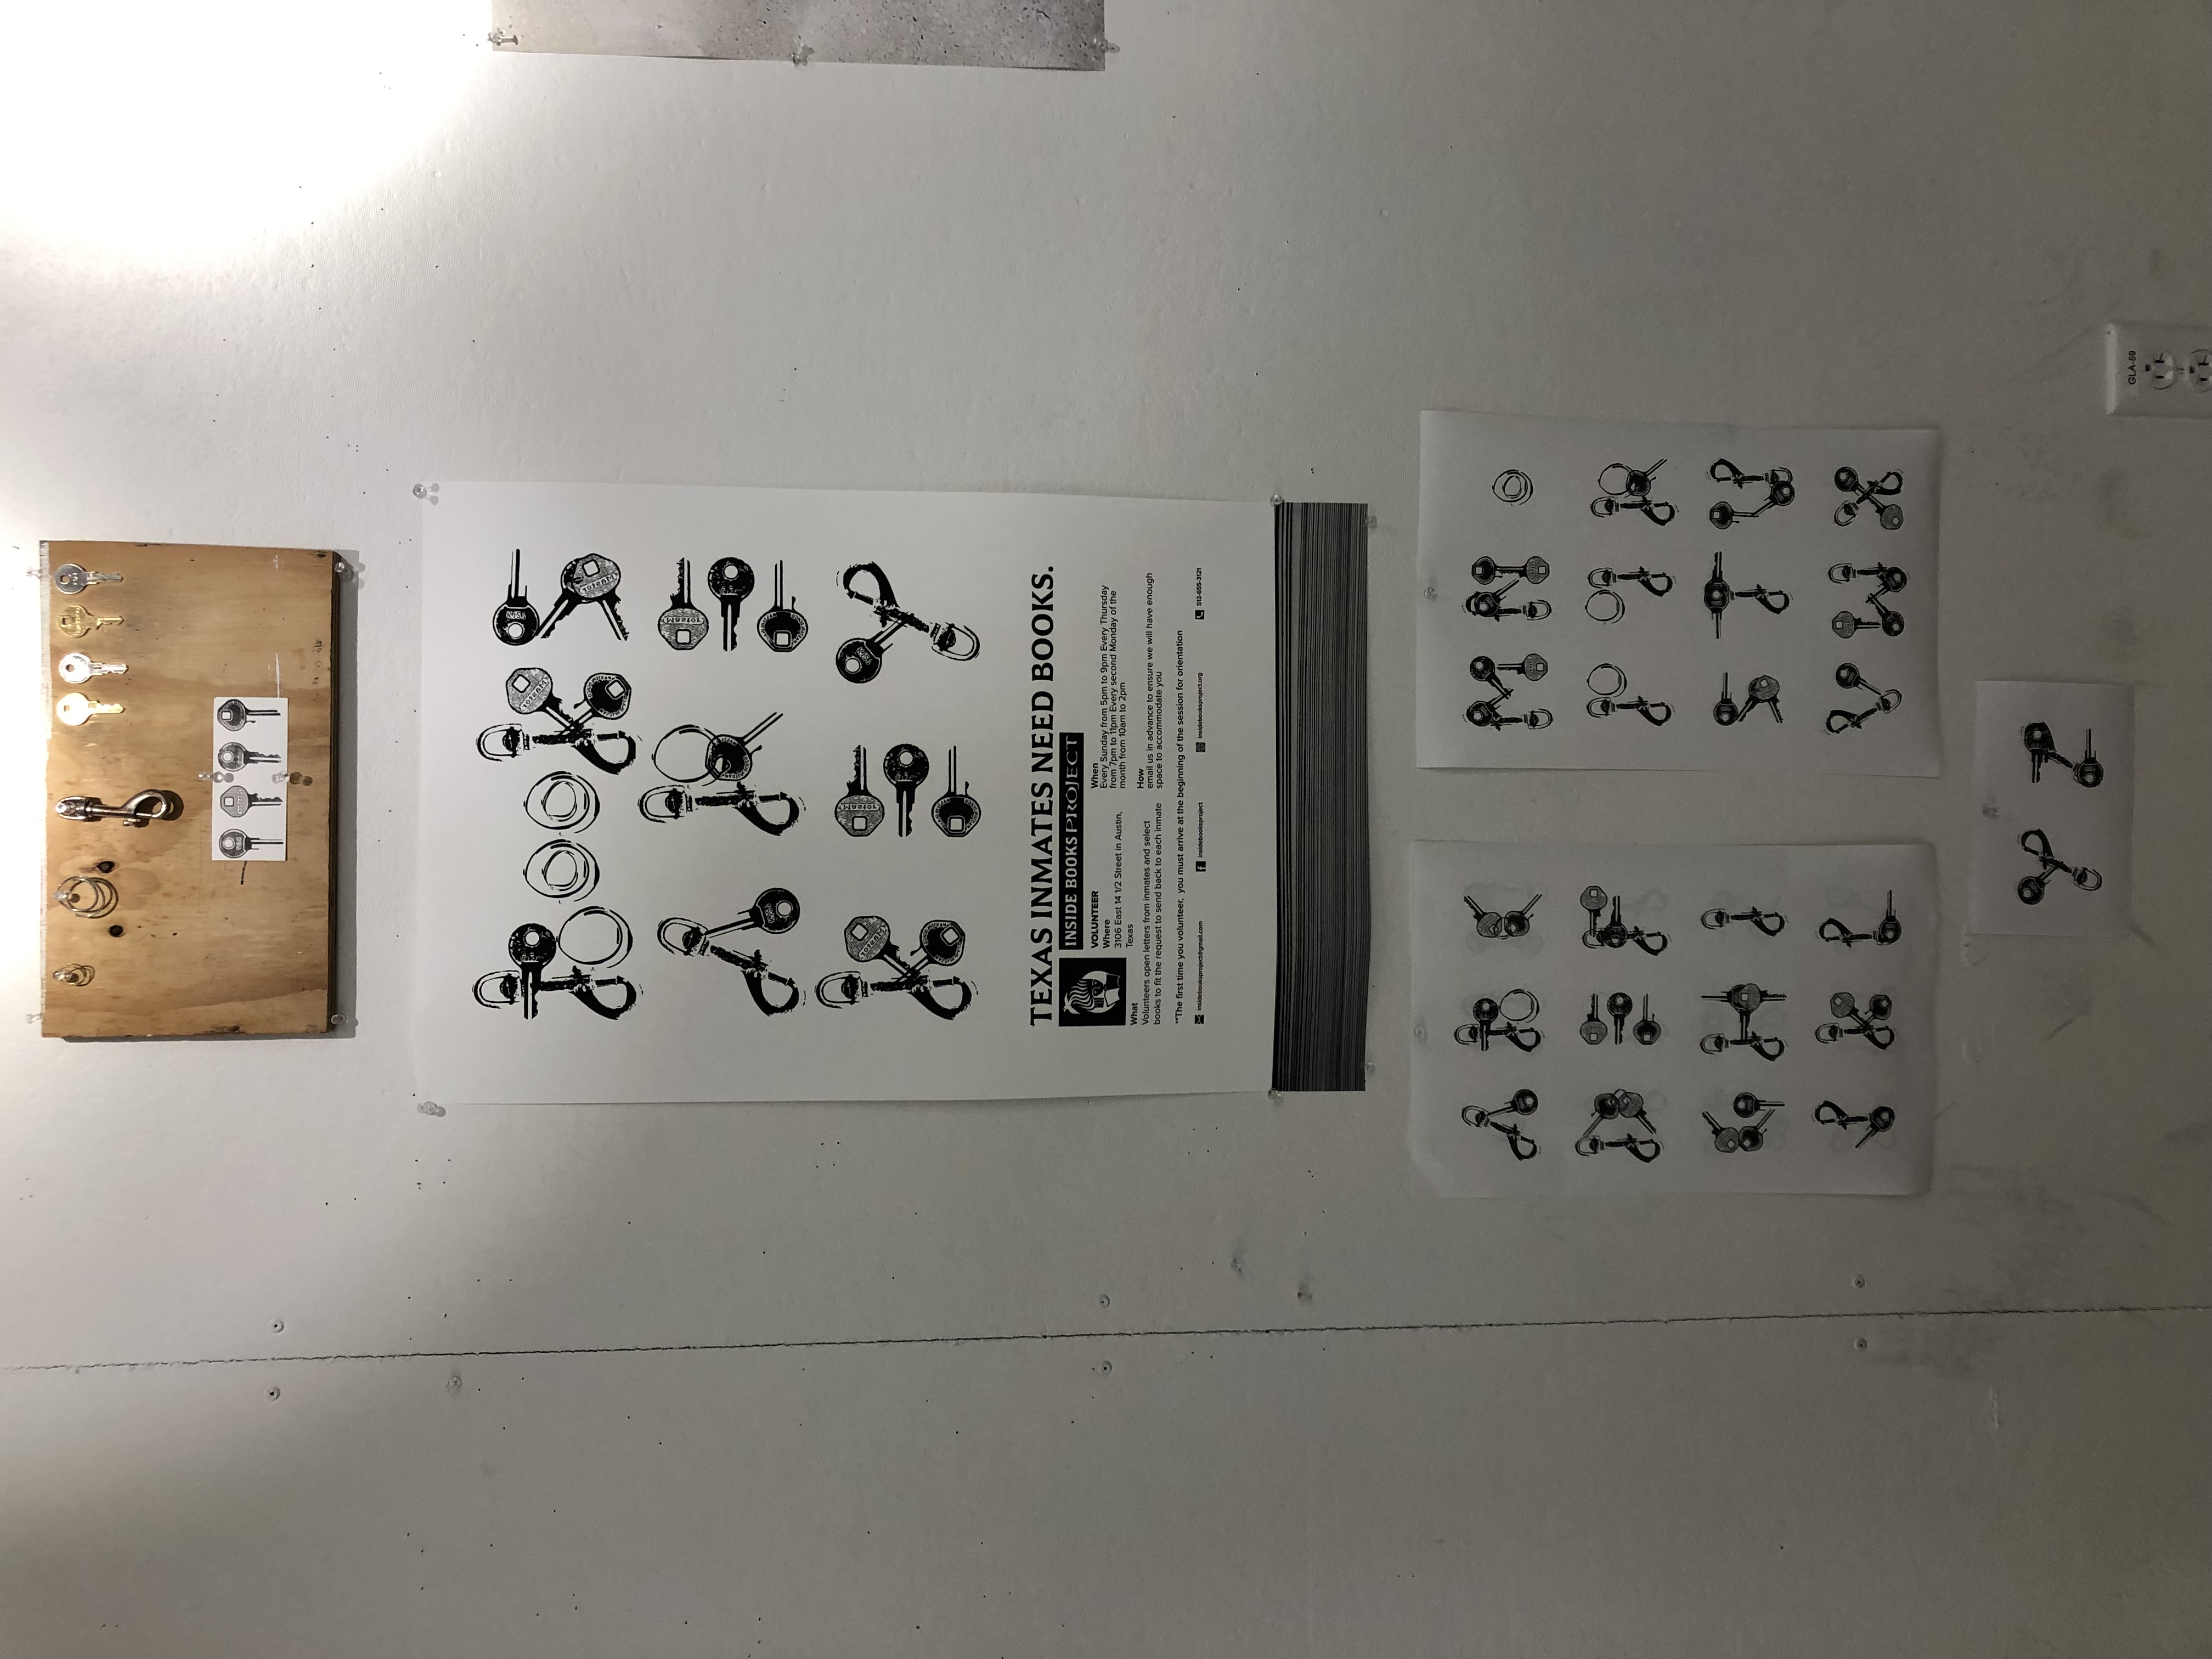 BOOKS
A R E
K E Y
TEXAS INMATES NEED BOOKS.
INSIDE BOOKS PROJECT
VOLUNTEER
Where
3106 East 14 1/2 Street in Austin,
Texas
What
Volunteers open letters from inmates and select
books to fit the request to send back to each inmate
When
Every Sunday from 5pm to 9pm Every Thursday
from 7pm to 11pm Every second Monday of the
month from 10am to 2pm
How
email us in advance to ensure we will have enough
space to accommodate you
**The first time you volunteer, you must arrive at the beginning of the session for orientation
insidebooksproject@gmail.com insidebooksproject insidebooksproject.org 512-655-3121
A B C
D E F
G H I
J K L
M N O
P Q R
S T U
V W X
Y Z
GLA-89